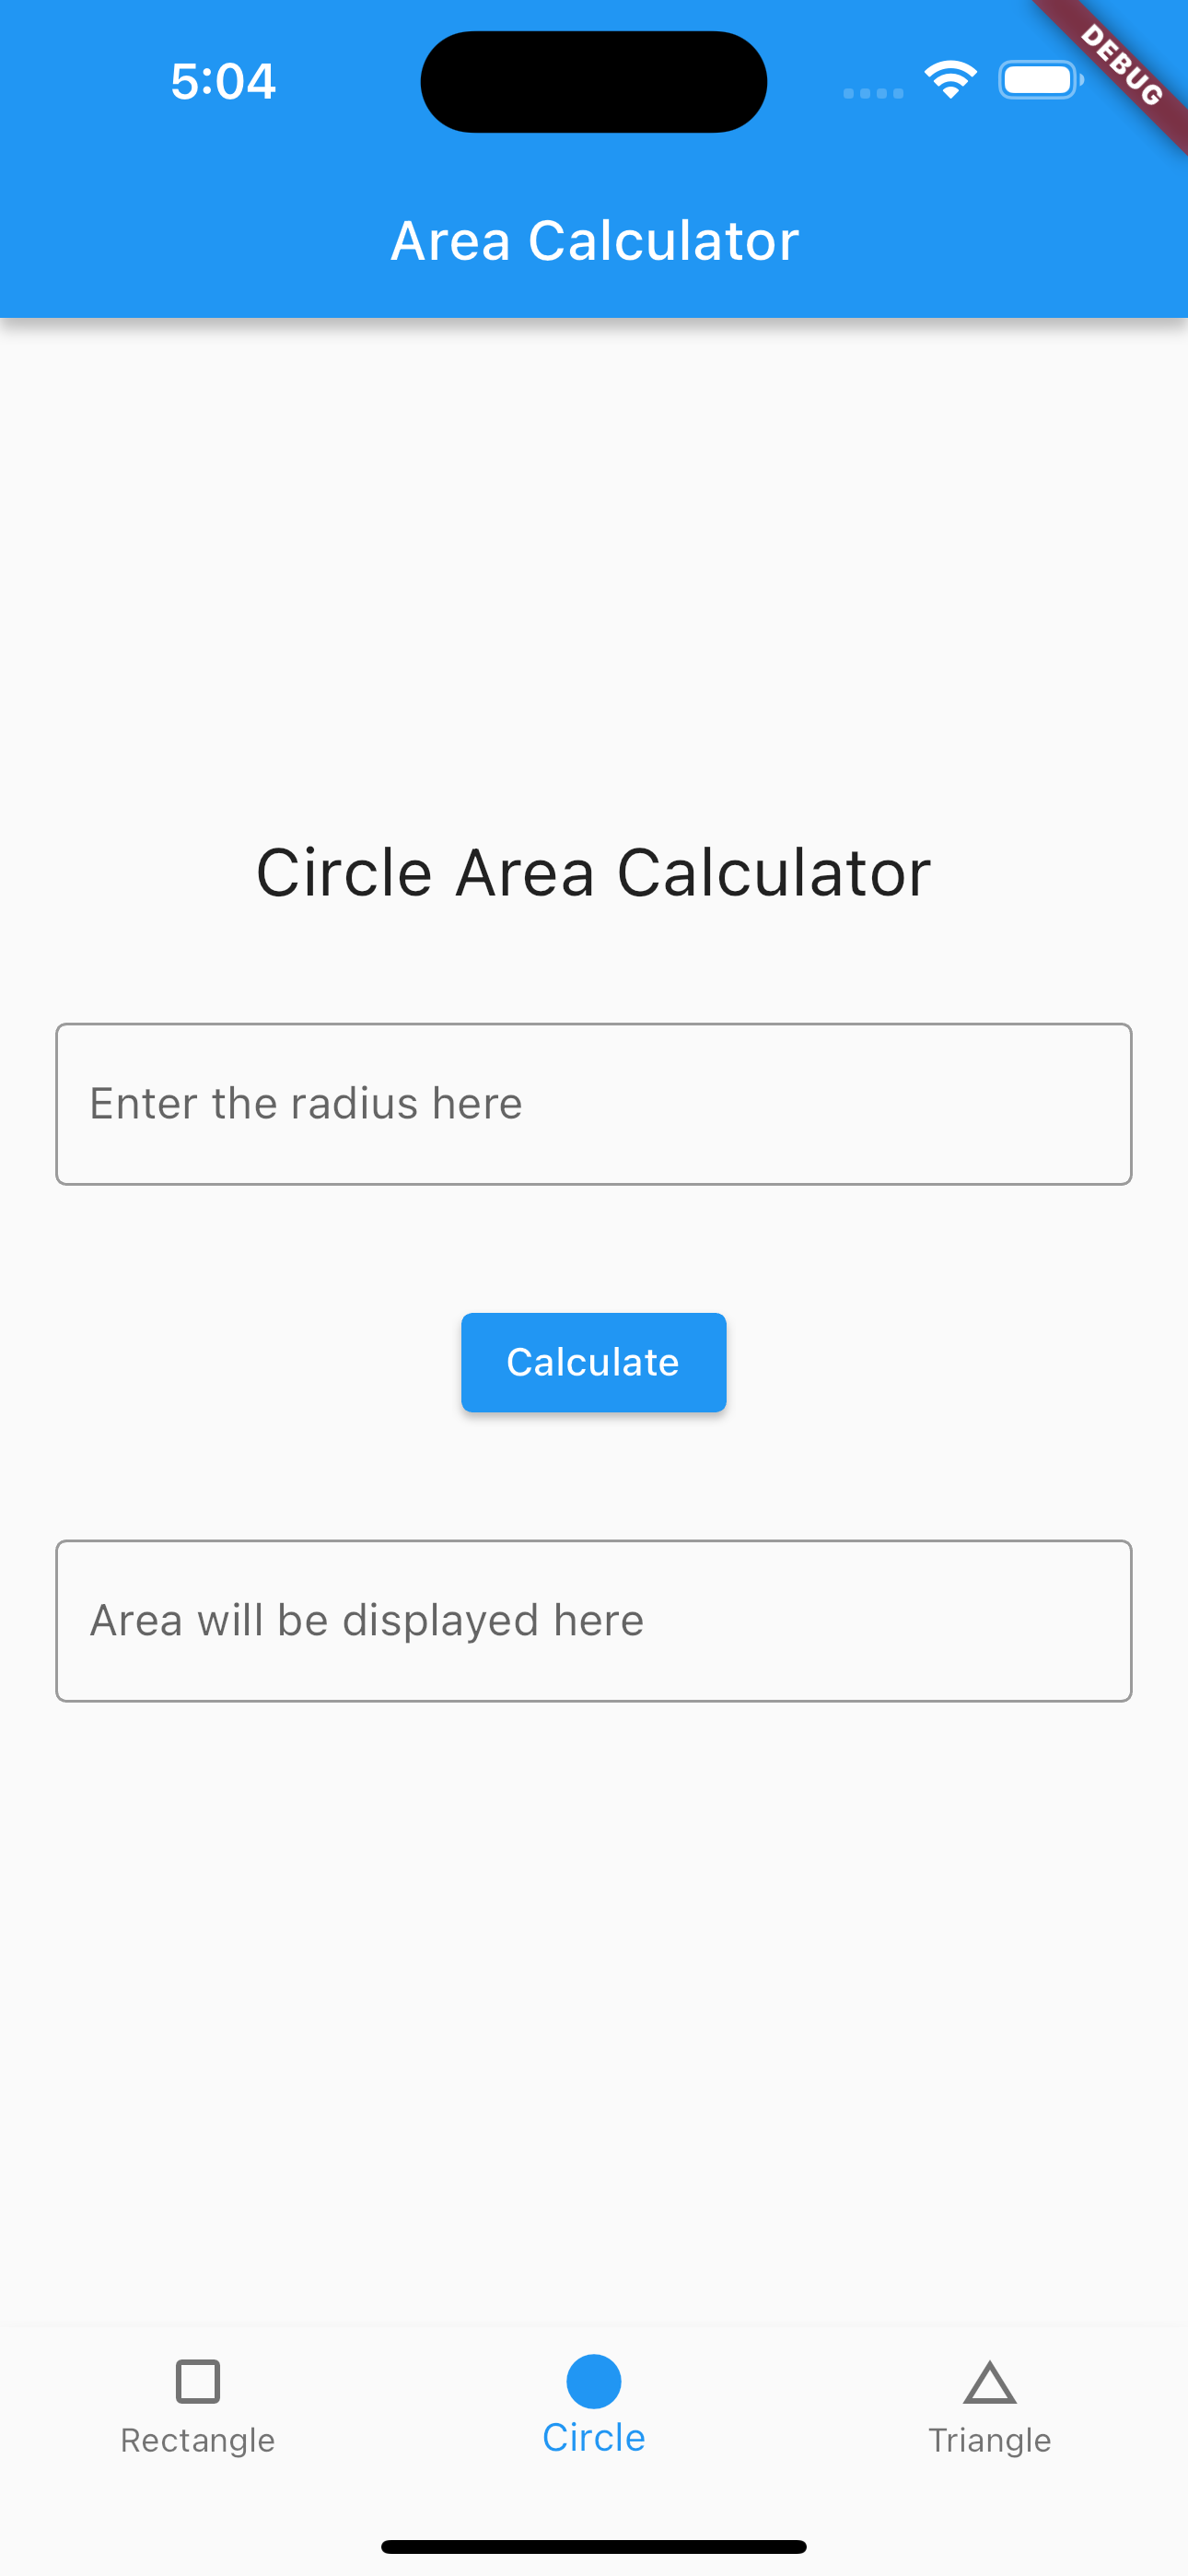 5:04
DEBUG
Area Calculator
Circle Area Calculator
Enter the radius here
Calculate
Area will be displayed here
Rectangle
Circle
Triangle